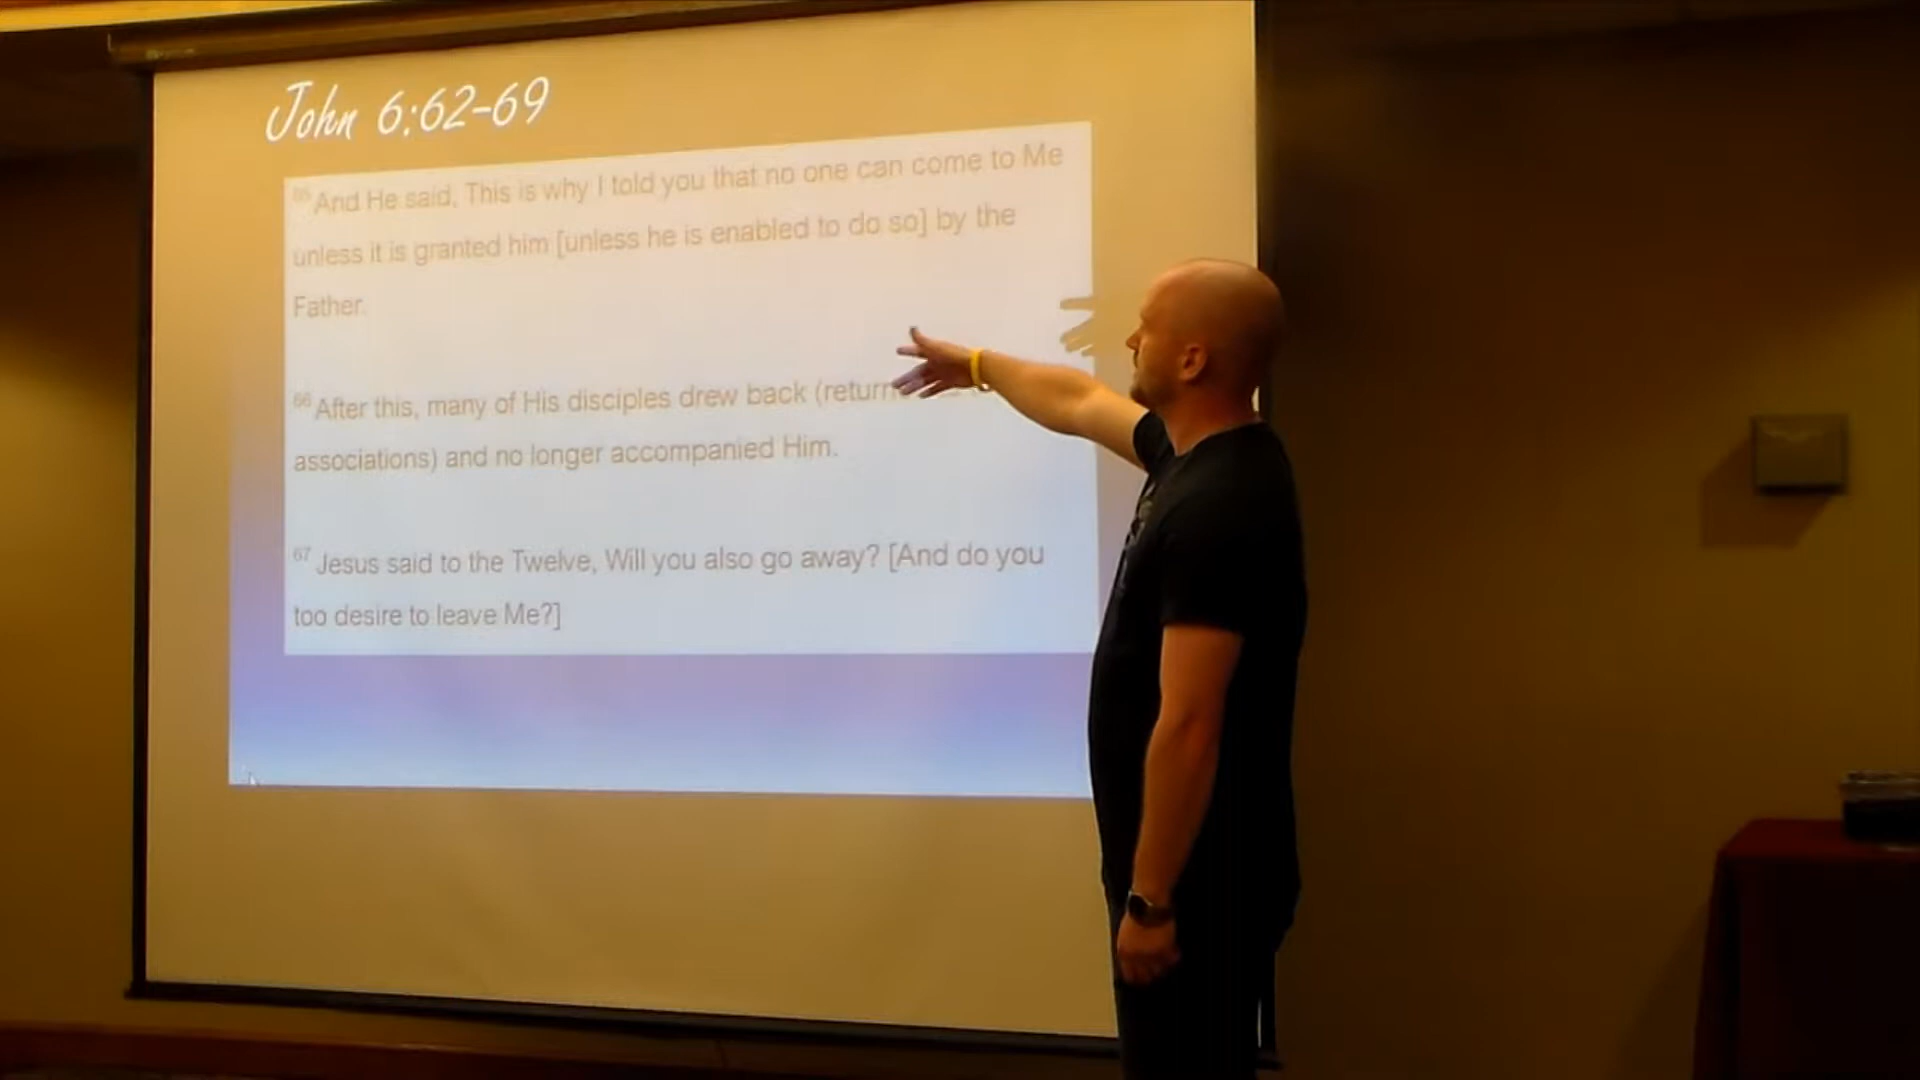 John 6:62-69
65 And He said, This is why I told you that no one can come to Me
unless it is granted him [unless he is enabled to do so] by the
Father.
66 After this, many of His disciples drew back
associations) and no longer accompanied Him.
67 Jesus said to the Twelve, Will you also go away? [And do you
too desire to leave Me?]